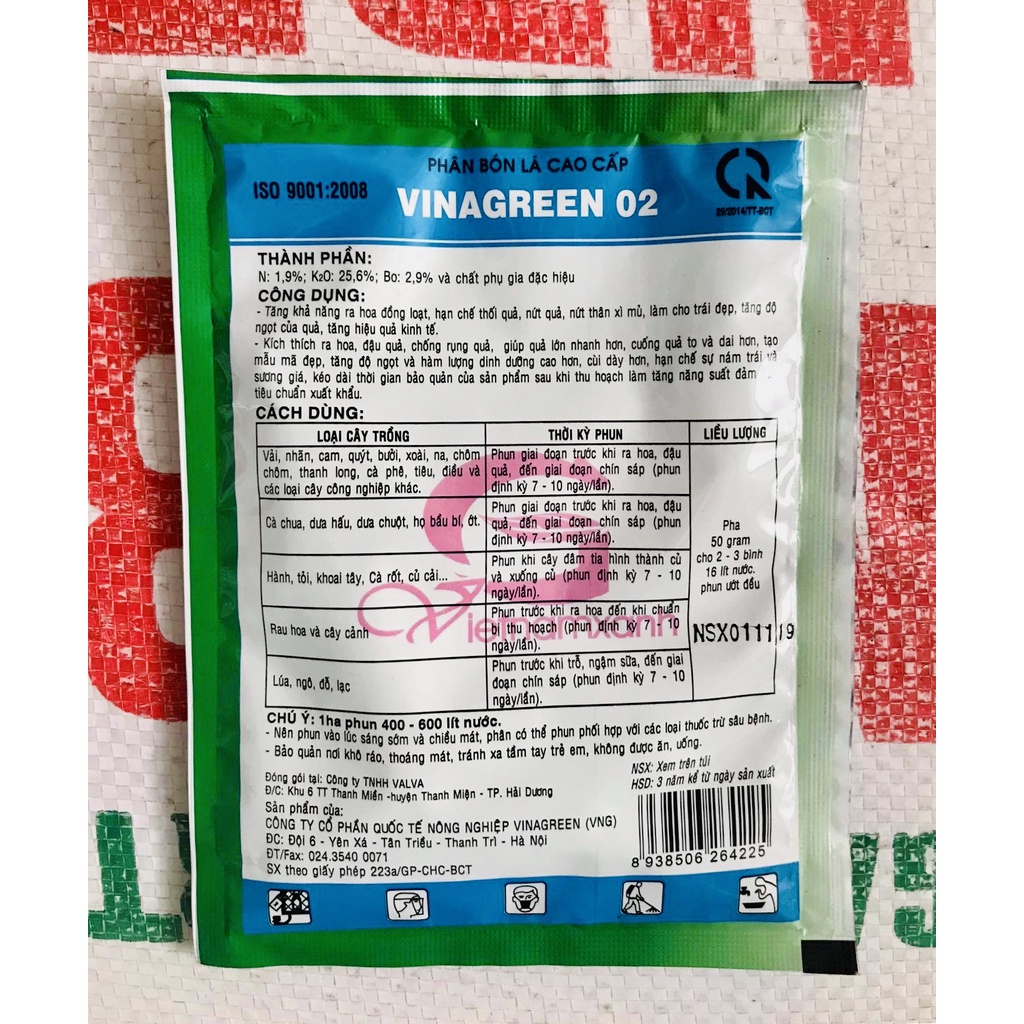 PHÂN BÓN LÁ CAO CẤP
ISO 9001:2008
VINAGREEN 02
29/2014/TT-BCT
THÀNH PHẦN:
N: 1,9%; K₂O: 25,6%; Bo: 2,9% và chất phụ gia đặc hiệu
CÔNG DỤNG:
- Tăng khả năng ra hoa đồng loạt, hạn chế thối quả, nứt quả, nứt thân xì mủ, làm cho trái đẹp, tăng độ
ngọt của quả, tăng hiệu quả kinh tế.
- Kích thích ra hoa, đậu quả, chống rụng quả, giúp quả lớn nhanh hơn, cuống quả to và dai hơn, tạo
mẫu mã đẹp, tăng độ ngọt và hàm lượng dinh dưỡng cao hơn, cùi dày hơn, hạn chế sự nám trái và
sương giá, kéo dài thời gian bảo quản của sản phẩm sau khi thu hoạch làm tăng năng suất đảm
tiêu chuẩn xuất khẩu.
CÁCH DÙNG:
LOẠI CÂY TRỒNG
THỜI KỲ PHUN
LIỀU LƯỢNG
Vải, nhãn, cam, quýt, bưởi, xoài, na, chôm
chôm, thanh long, cà phê, tiêu, điều và
các loại cây công nghiệp khác.
Phun giai đoạn trước khi ra hoa, đậu
quả, đến giai đoạn chín sáp (phun
định kỳ 7 - 10 ngày/lần).
Cà chua, dưa hấu, dưa chuột, họ bầu bí, ớt.
Phun giai đoạn trước khi ra hoa, đậu
quả, đến giai đoạn chín sáp (phun
định kỳ 7 - 10 ngày/lần).
Hành, tỏi, khoai tây, Cà rốt, củ cải...
Phun khi cây đâm tia hình thành củ
và xuống củ (phun định kỳ 7 - 10
ngày/lần).
Rau hoa và cây cảnh
Phun trước khi ra hoa đến khi chuẩn
bị thu hoạch (phun định kỳ 7 - 10
ngày/lần).
Lúa, ngô, đỗ, lạc
Phun trước khi trỗ, ngậm sữa, đến giai
đoạn chín sáp (phun định kỳ 7 - 10
ngày/lần).
Pha
50 gram
cho 2 - 3 bình
16 lít nước.
phun ướt đều
NSX011119
Vietnamxanh
CHÚ Ý: 1ha phun 400 - 600 lít nước.
- Nên phun vào lúc sáng sớm và chiều mát, phân có thể phun phối hợp với các loại thuốc trừ sâu bệnh.
- Bảo quản nơi khô ráo, thoáng mát, tránh xa tầm tay trẻ em, không được ăn, uống.
NSX: Xem trên túi
HSD: 3 năm kể từ ngày sản xuất
Đóng gói tại: Công ty TNHH VALVA
Đ/C: Khu 6 TT Thanh Miền -huyện Thanh Miện - TP. Hải Dương
Sản phẩm của:
CÔNG TY CỔ PHẦN QUỐC TẾ NÔNG NGHIỆP VINAGREEN (VNG)
ĐC: Đội 6 - Yên Xá - Tân Triều - Thanh Trì - Hà Nội
ĐT/Fax: 024.3540 0071
SX theo giấy phép 223a/GP-CHC-BCT
8 938506 264225